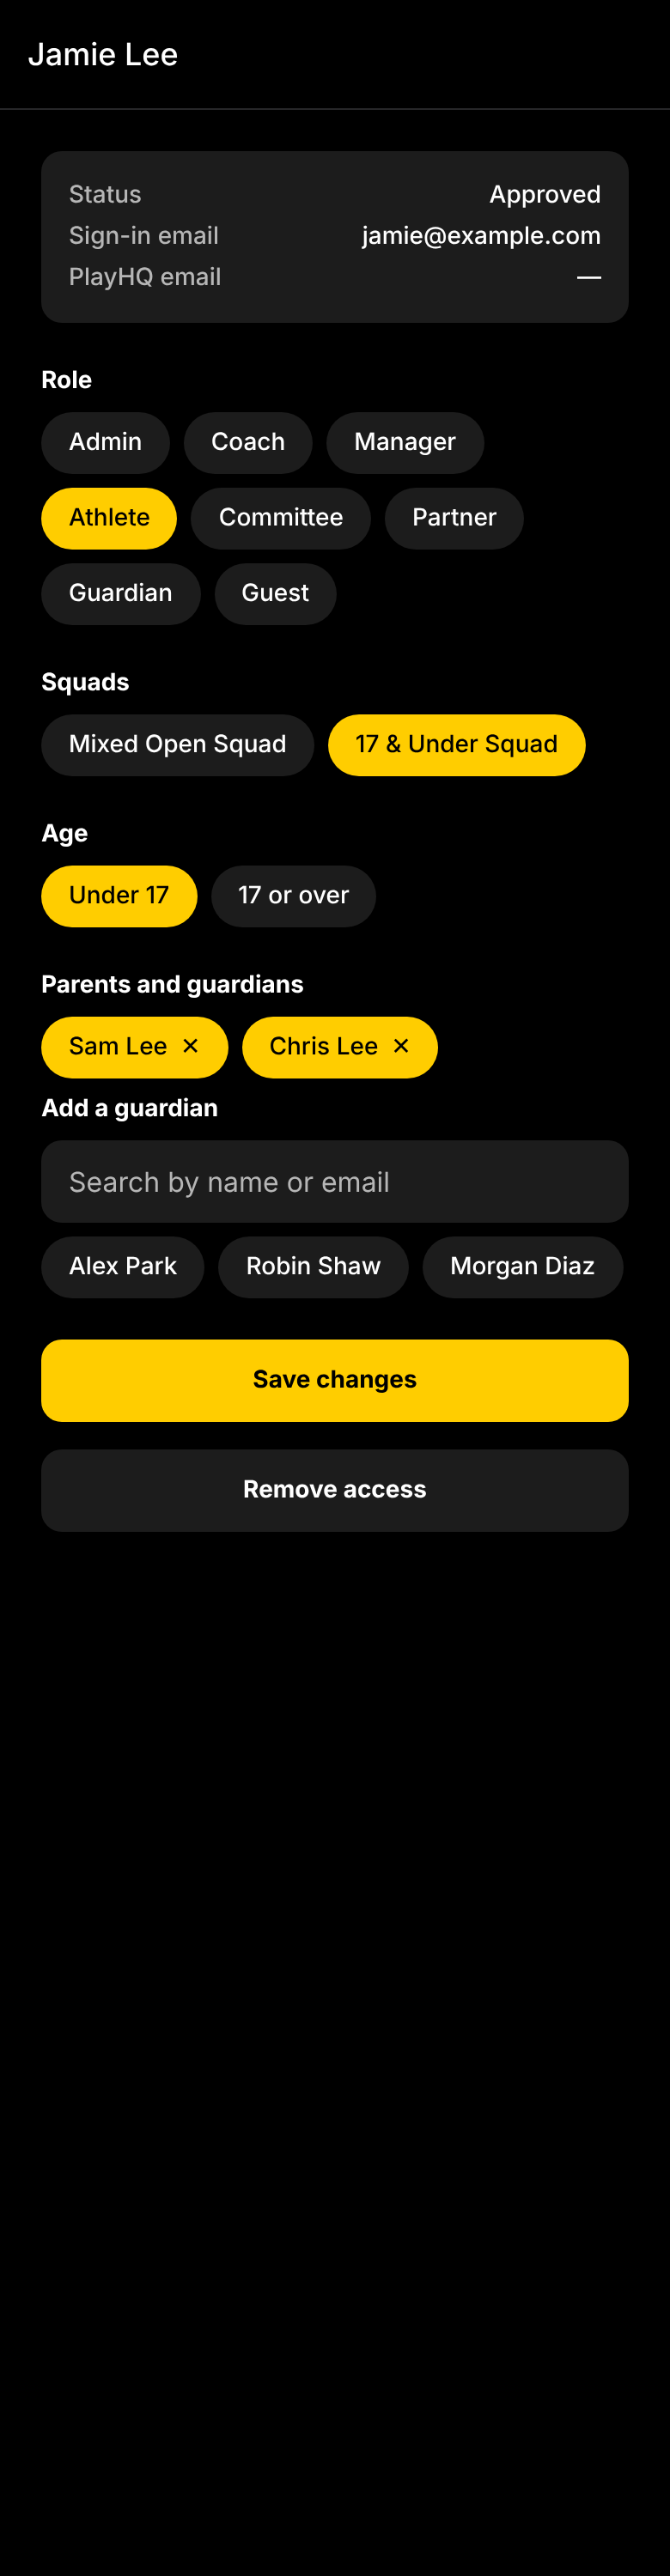 Jamie Lee
Status Approved
Sign-in email jamie@example.com
PlayHQ email —
Role
Admin Coach Manager
Athlete Committee Partner
Guardian Guest
Squads
Mixed Open Squad 17 & Under Squad
Age
Under 17 17 or over
Parents and guardians
Sam Lee ✕ Chris Lee ✕
Add a guardian
Search by name or email
Alex Park Robin Shaw Morgan Diaz
Save changes
Remove access